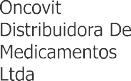 Oncovit
Distribuidora De
Medicamentos
Ltda